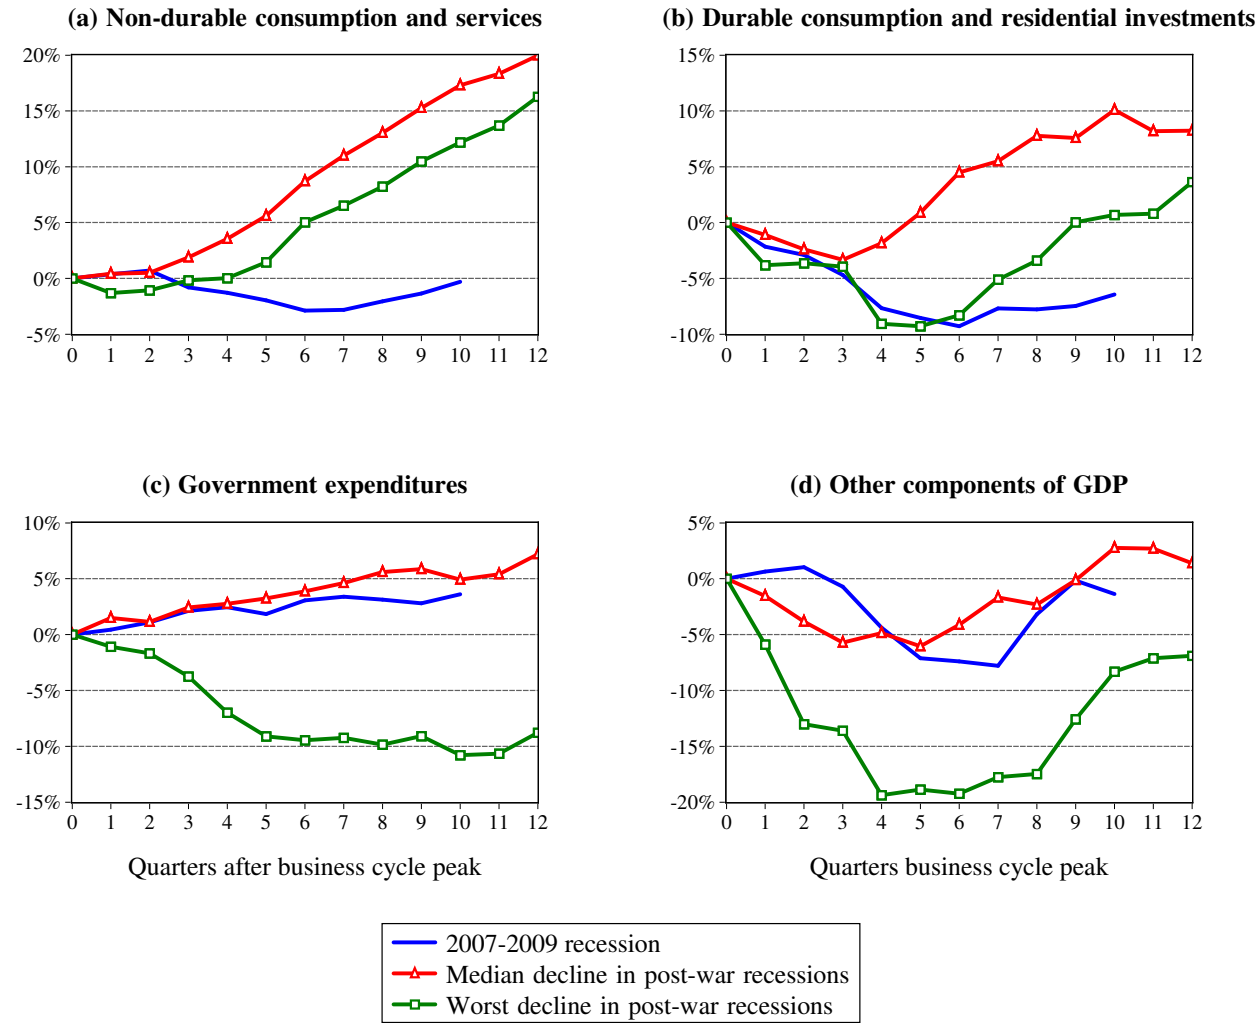 (a) Non-durable consumption and services
20%
15%
10%
5%
0%
-5%
0 1 2 3 4 5 6 7 8 9 10 11 12
(b) Durable consumption and residential investments
15%
10%
5%
0%
-5%
-10%
0 1 2 3 4 5 6 7 8 9 10 11 12
(c) Government expenditures
10%
5%
0%
-5%
-10%
-15%
0 1 2 3 4 5 6 7 8 9 10 11 12
Quarters after business cycle peak
(d) Other components of GDP
5%
0%
-5%
-10%
-15%
-20%
0 1 2 3 4 5 6 7 8 9 10 11 12
Quarters business cycle peak
2007-2009 recession
Median decline in post-war recessions
Worst decline in post-war recessions